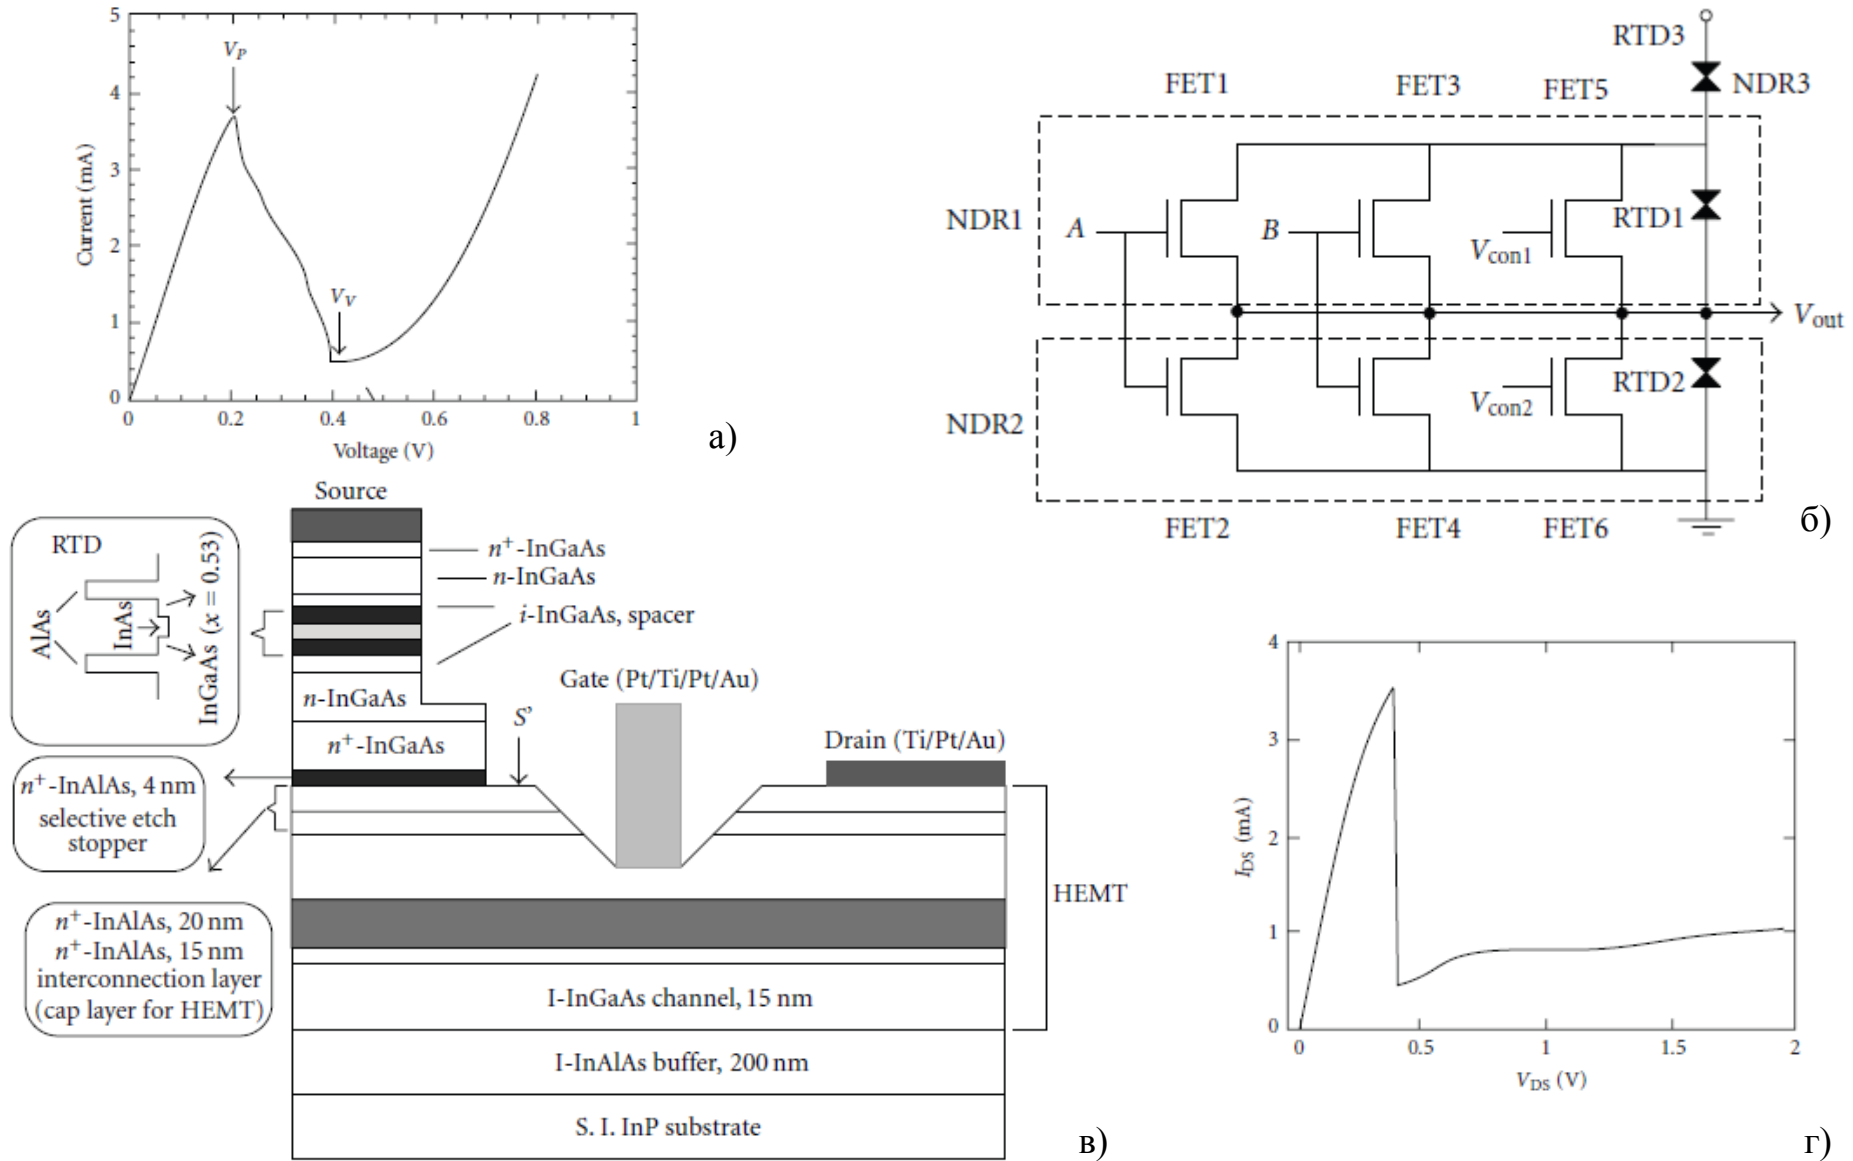 5
4
3
2
1
0
Current (mA)
V_P
V_V
0
0.2
0.4
0.6
0.8
1
Voltage (V)
а)
RTD3
NDR3
FET1
FET3
FET5
NDR1
A
B
V_con1
RTD1
V_out
NDR2
V_con2
RTD2
FET2
FET4
FET6
б)
Source
RTD
AlAs
InAs
InGaAs (x = 0.53)
n⁺-InGaAs
n-InGaAs
i-InGaAs, spacer
n-InGaAs
n⁺-InGaAs
S’
Gate (Pt/Ti/Pt/Au)
Drain (Ti/Pt/Au)
n⁺-InAlAs, 4 nm
selective etch
stopper
n⁺-InAlAs, 20 nm
n⁺-InAlAs, 15 nm
interconnection layer
(cap layer for HEMT)
HEMT
I-InGaAs channel, 15 nm
I-InAlAs buffer, 200 nm
S. I. InP substrate
в)
4
3
2
1
0
I_DS (mA)
0
0.5
1
1.5
2
V_DS (V)
г)